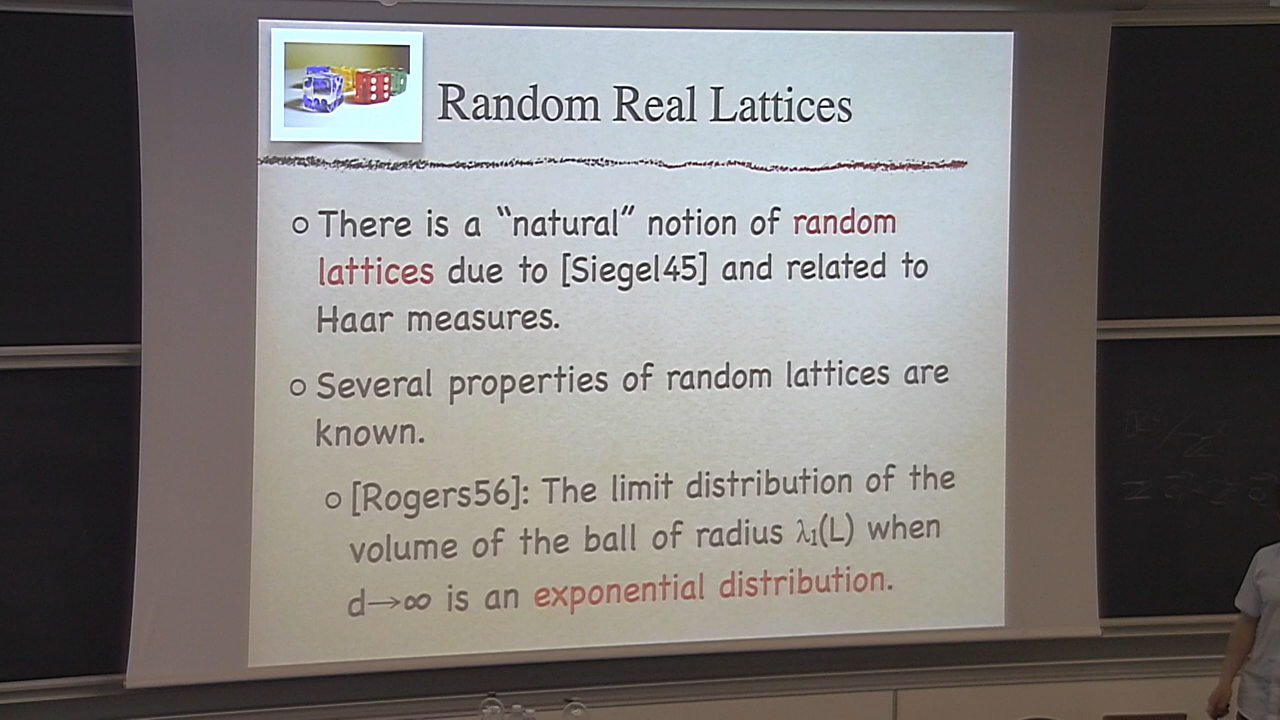 Random Real Lattices
○ There is a “natural” notion of random
lattices due to [Siegel45] and related to
Haar measures.
○ Several properties of random lattices are
known.
○ [Rogers56]: The limit distribution of the
volume of the ball of radius λ₁(L) when
d→∞ is an exponential distribution.